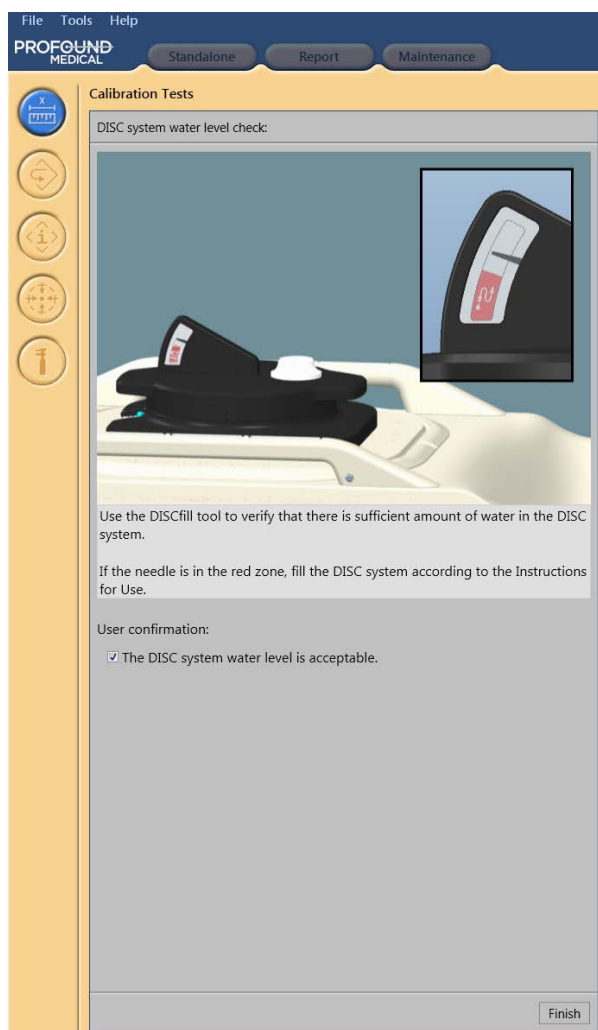 File Tools Help
PROFOUND
MEDICAL
Standalone Report Maintenance
X
Calibration Tests
DISC system water level check:
i
Use the DISCfill tool to verify that there is sufficient amount of water in the DISC
system.
If the needle is in the red zone, fill the DISC system according to the Instructions
for Use.
User confirmation:
The DISC system water level is acceptable.
Finish